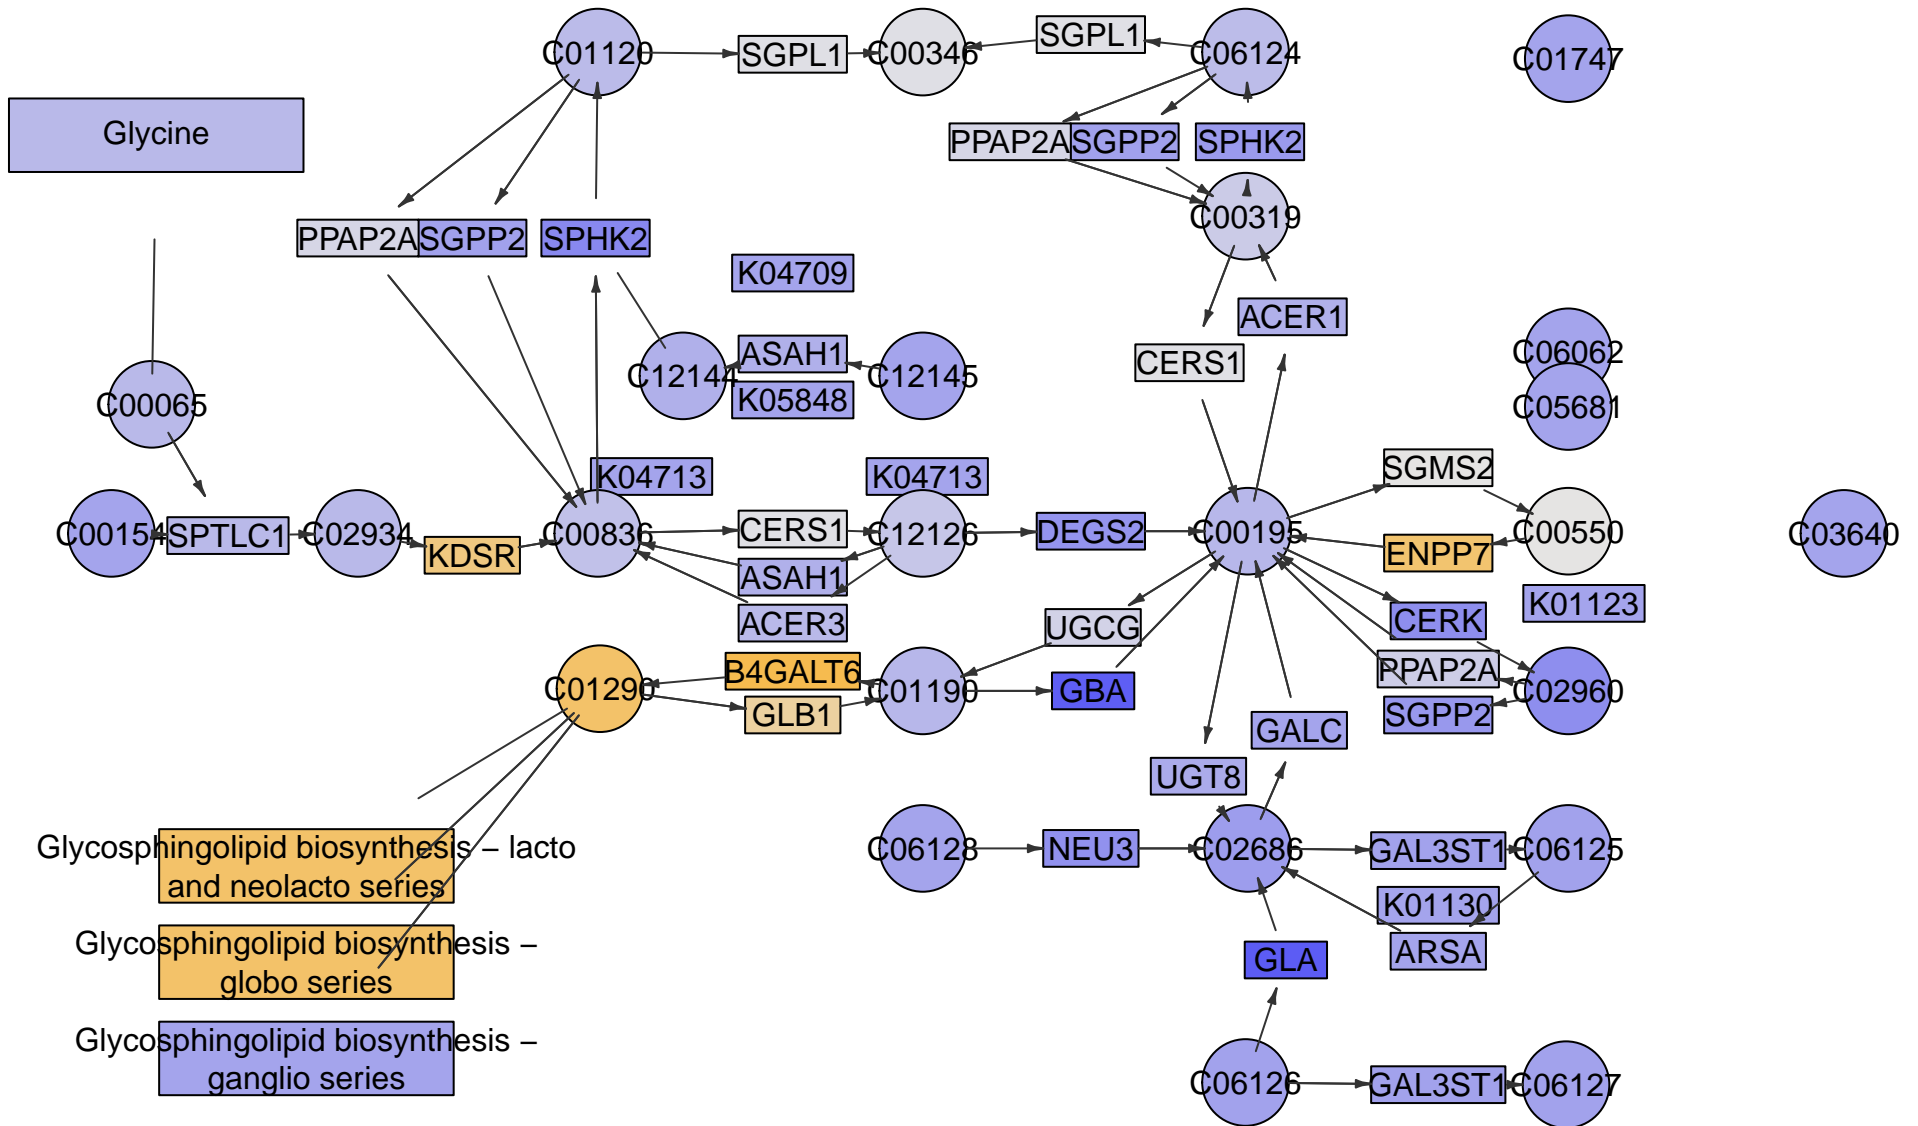 C01120
SGPL1
C00346
SGPL1
C06124
C01747
Glycine
PPAP2A
SGPP2
SPHK2
C00319
PPAP2A
SGPP2
SPHK2
K04709
ACER1
C12144
ASAH1
C12145
CERS1
C06062
K05848
C00065
C05681
K04713
K04713
SGMS2
C00154
SPTLC1
C02934
KDSR
C00836
CERS1
C12126
DEGS2
C00195
C00550
C03640
ENPP7
ASAH1
ACER3
K01123
UGCG
CERK
B4GALT6
PPAP2A
C01290
C01190
GBA
C02960
GLB1
SGPP2
GALC
UGT8
Glycosphingolipid biosynthesis – lacto
and neolacto series
C06128
NEU3
C02686
GAL3ST1
C06125
K01130
Glycosphingolipid biosynthesis –
globo series
GLA
ARSA
Glycosphingolipid biosynthesis –
ganglio series
C06126
GAL3ST1
C06127